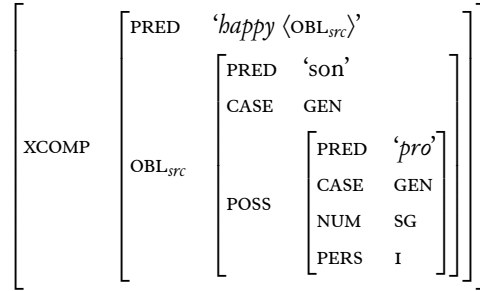 PRED ‘happy ⟨OBLsrc⟩’
PRED ‘son’
CASE GEN
XCOMP
OBLsrc
PRED ‘pro’
CASE GEN
POSS
NUM SG
PERS I